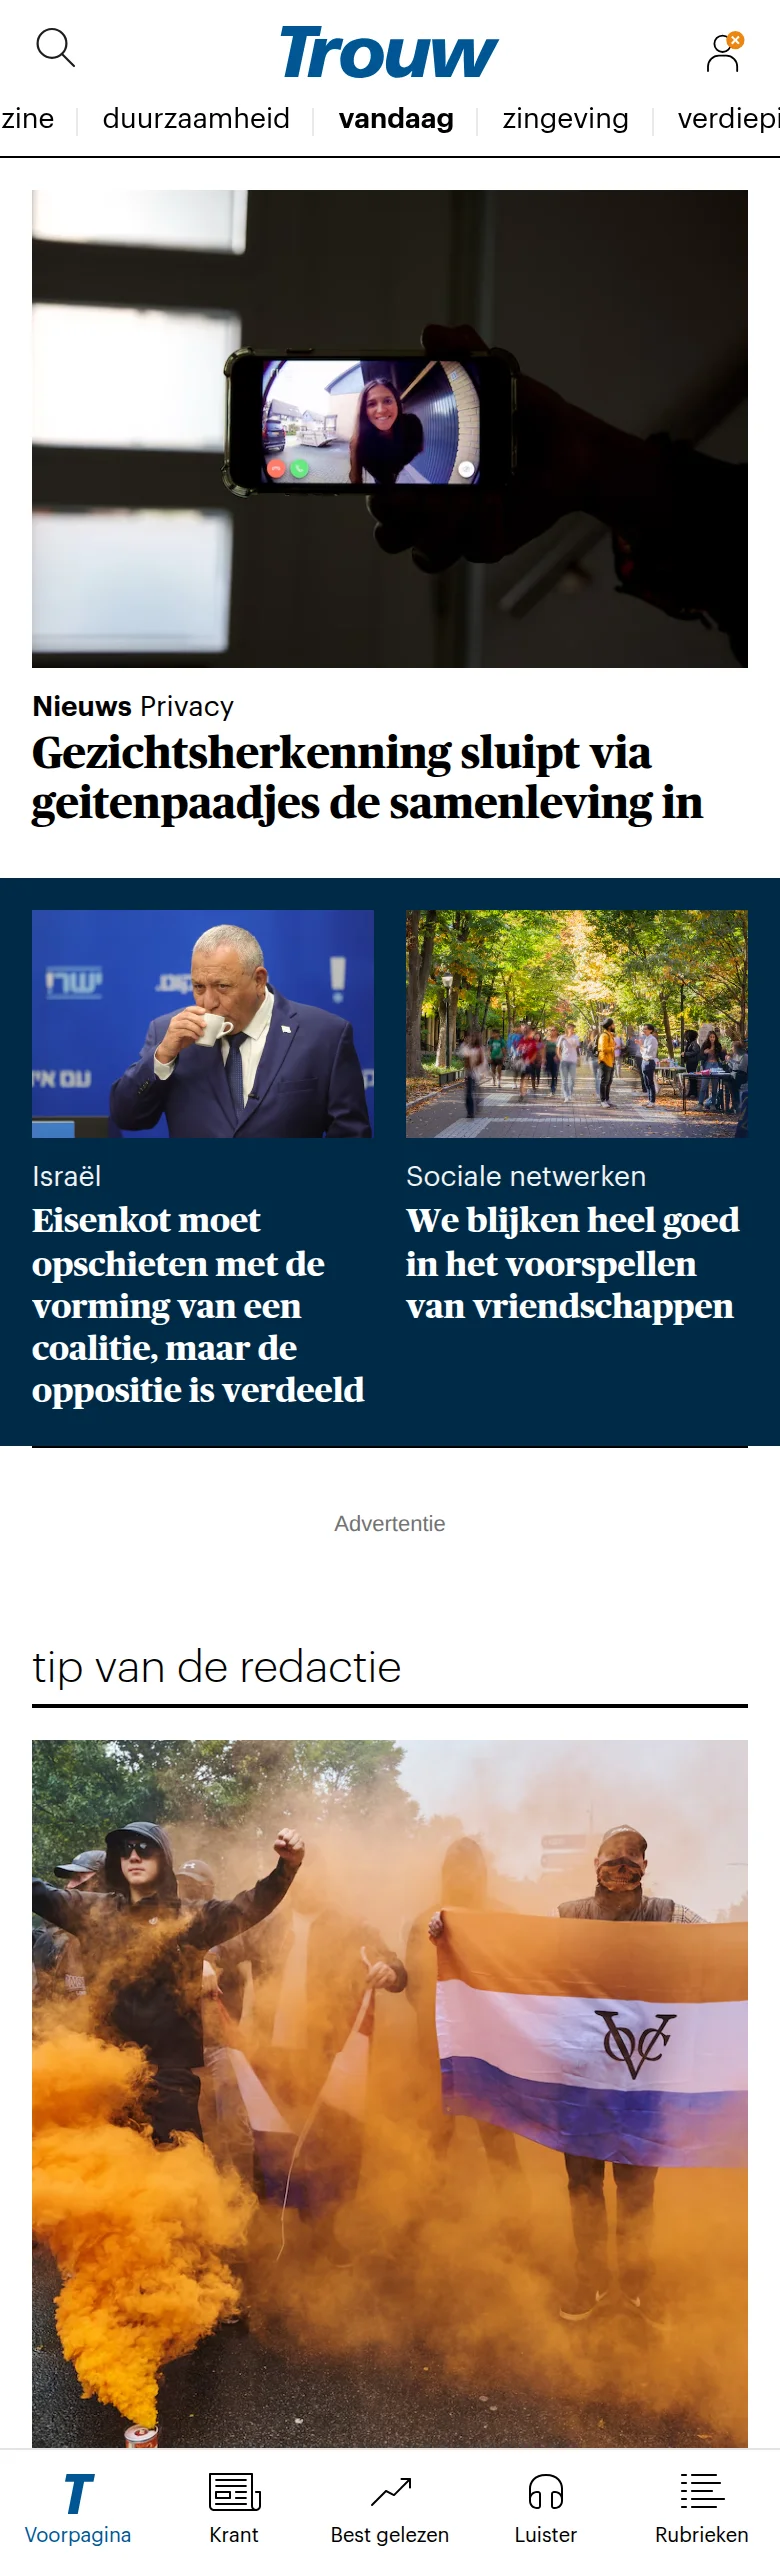 Trouw
zine
duurzaamheid
vandaag
zingeving
verdiepi
Nieuws Privacy
Gezichtsherkenning sluipt via
geitenpaadjes de samenleving in
עם
Israël
Eisenkot moet
opschieten met de
vorming van een
coalitie, maar de
oppositie is verdeeld
Sociale netwerken
We blijken heel goed
in het voorspellen
van vriendschappen
Advertentie
tip van de redactie
VOC
T
Voorpagina
Krant
Best gelezen
Luister
Rubrieken